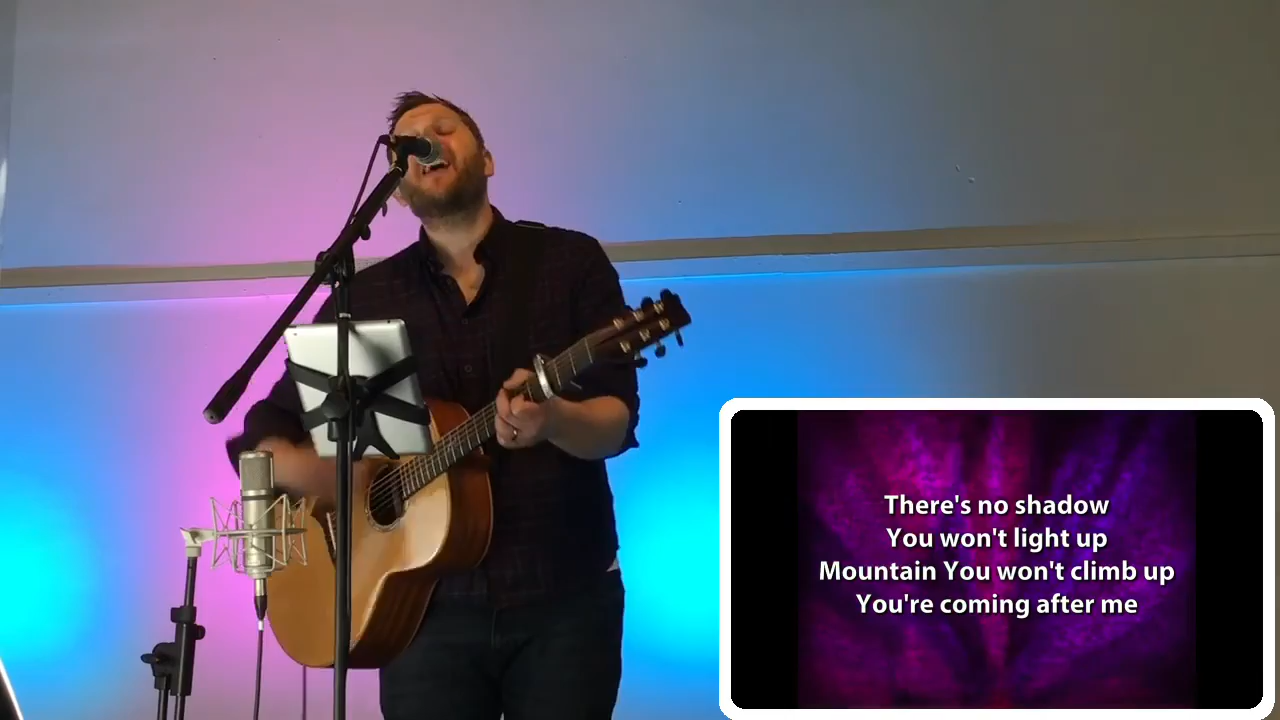 There's no shadow
You won't light up
Mountain You won't climb up
You're coming after me